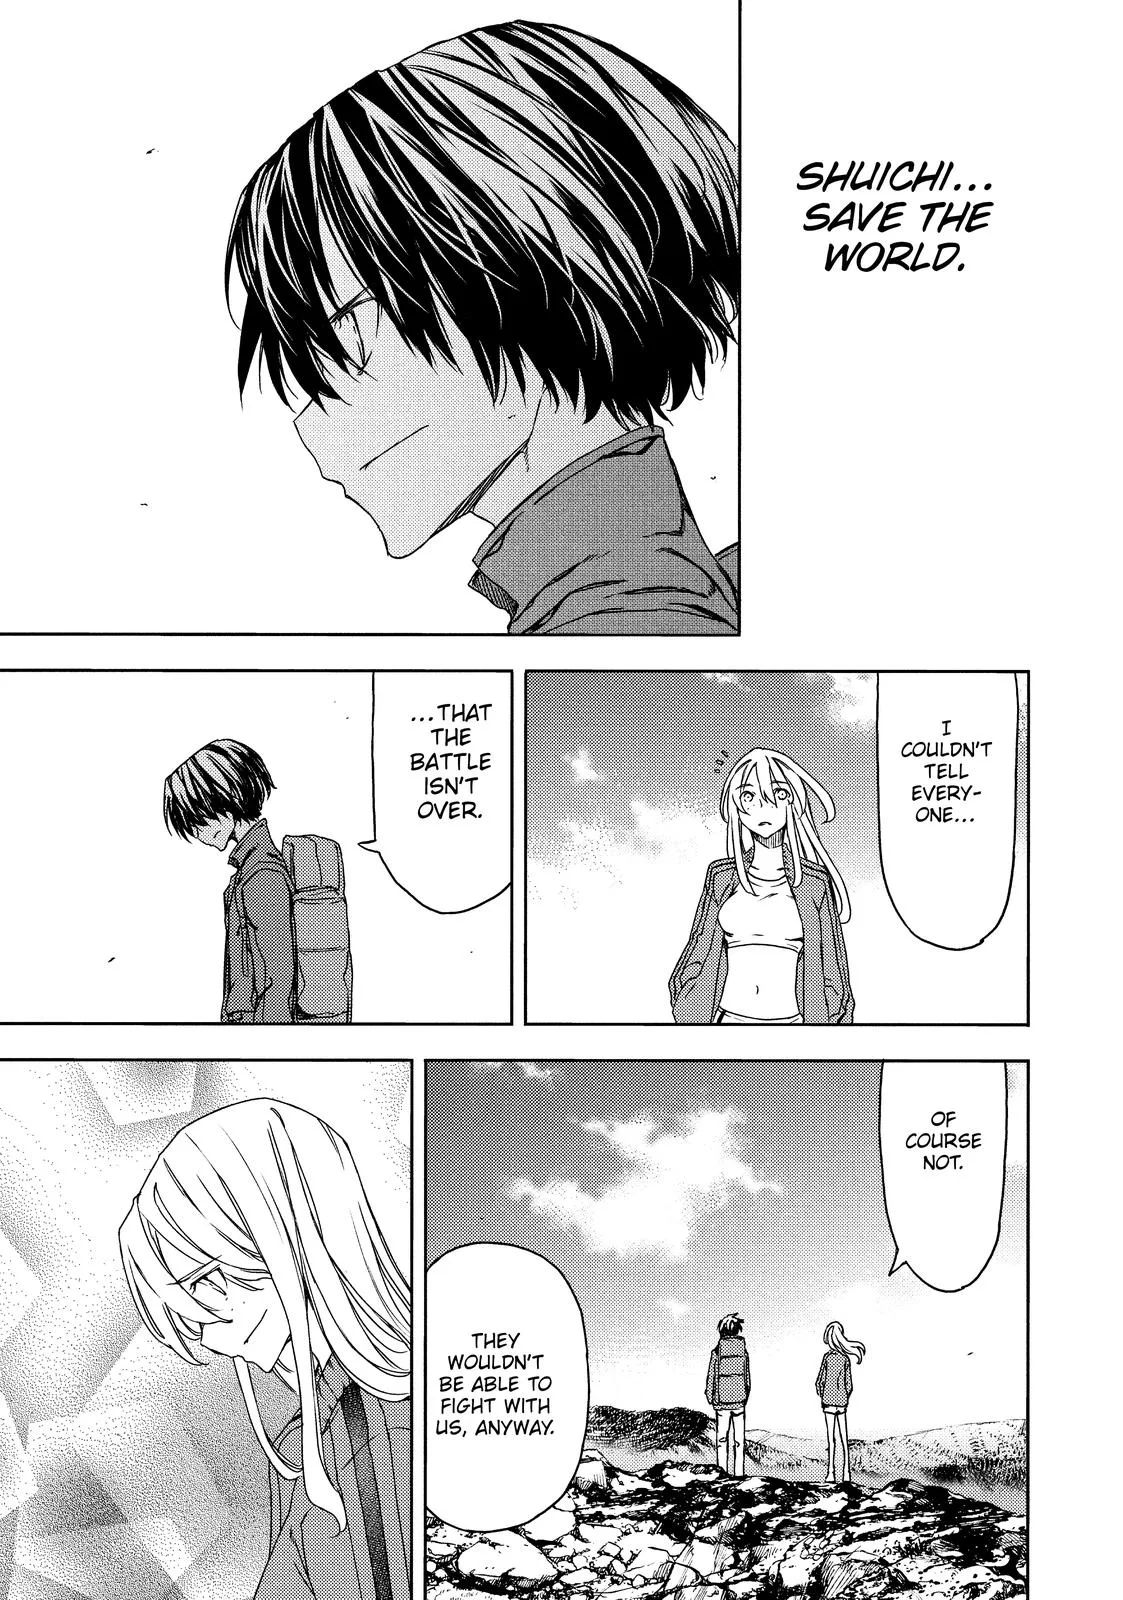 SHUICHI...
SAVE THE
WORLD.
I
COULDN'T
TELL
EVERY-
ONE...
...THAT
THE
BATTLE
ISN'T
OVER.
OF
COURSE
NOT.
THEY
WOULDN'T
BE ABLE TO
FIGHT WITH
US, ANYWAY.